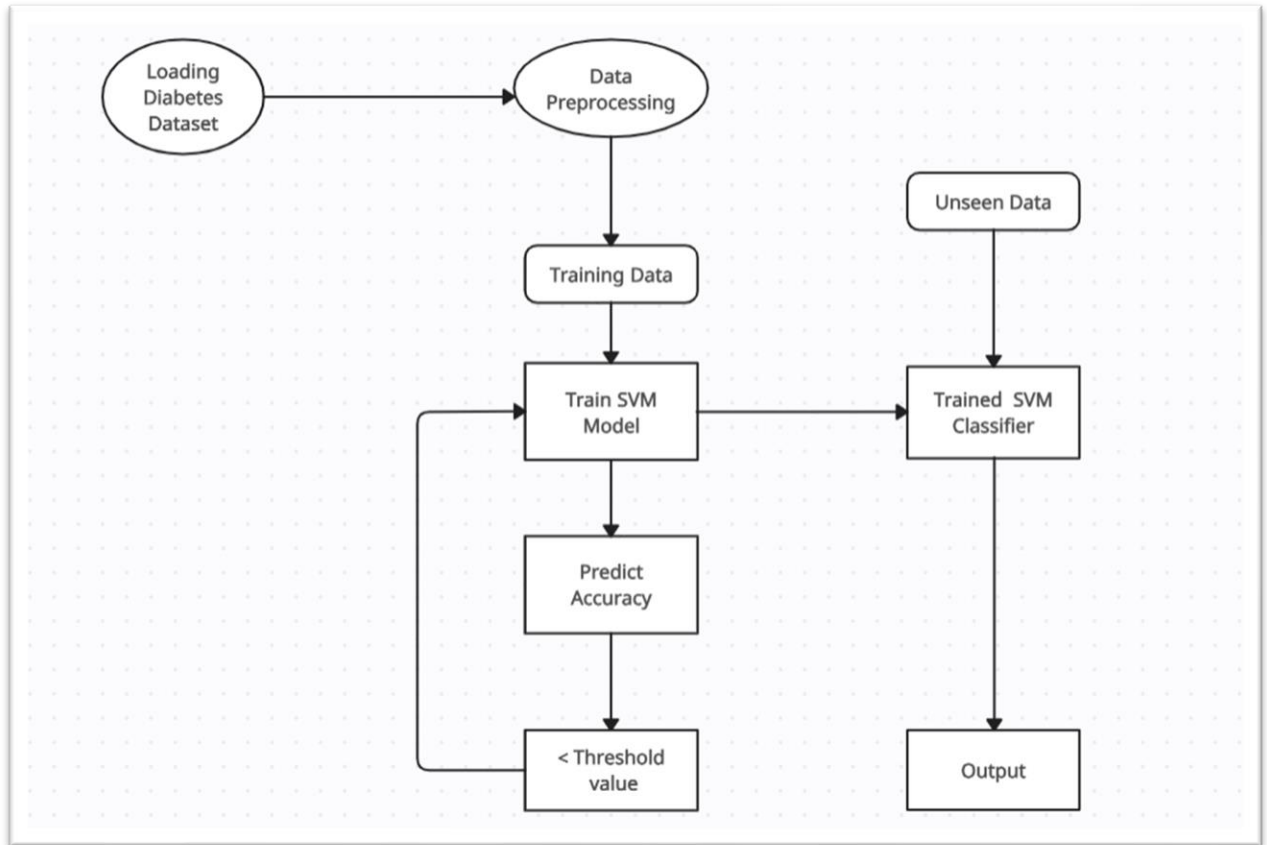 Loading
Diabetes
Dataset
Data
Preprocessing
Unseen Data
Training Data
Train SVM
Model
Trained SVM
Classifier
Predict
Accuracy
< Threshold
value
Output